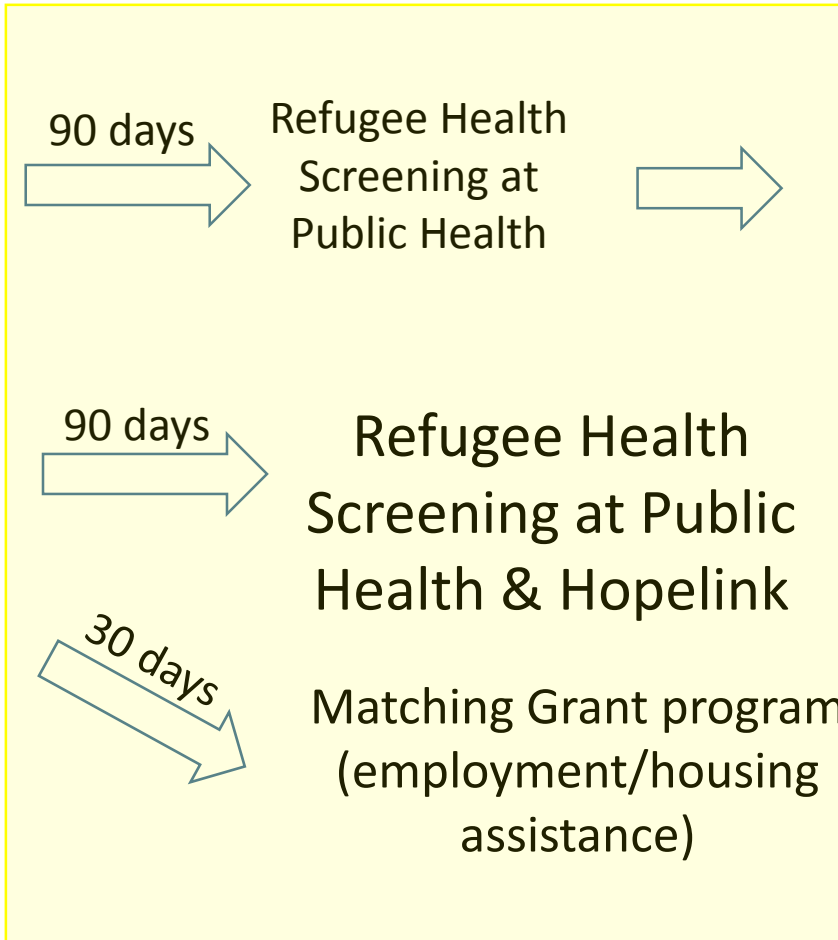 90 days
Refugee Health
Screening at
Public Health
90 days
Refugee Health
Screening at Public
Health & Hopelink
30 days
Matching Grant program
(employment/housing
assistance)